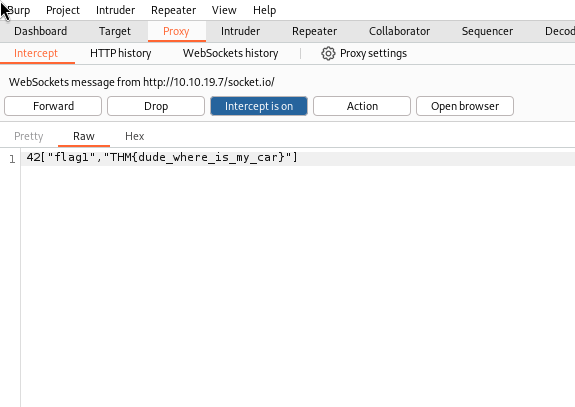 Burp Project Intruder Repeater View Help
Dashboard Target Proxy Intruder Repeater Collaborator Sequencer Decod
Intercept HTTP history WebSockets history Proxy settings
WebSockets message from http://10.10.19.7/socket.io/
Forward Drop Intercept is on Action Open browser
Pretty Raw Hex
1 42["flag1","THM{dude_where_is_my_car}"]